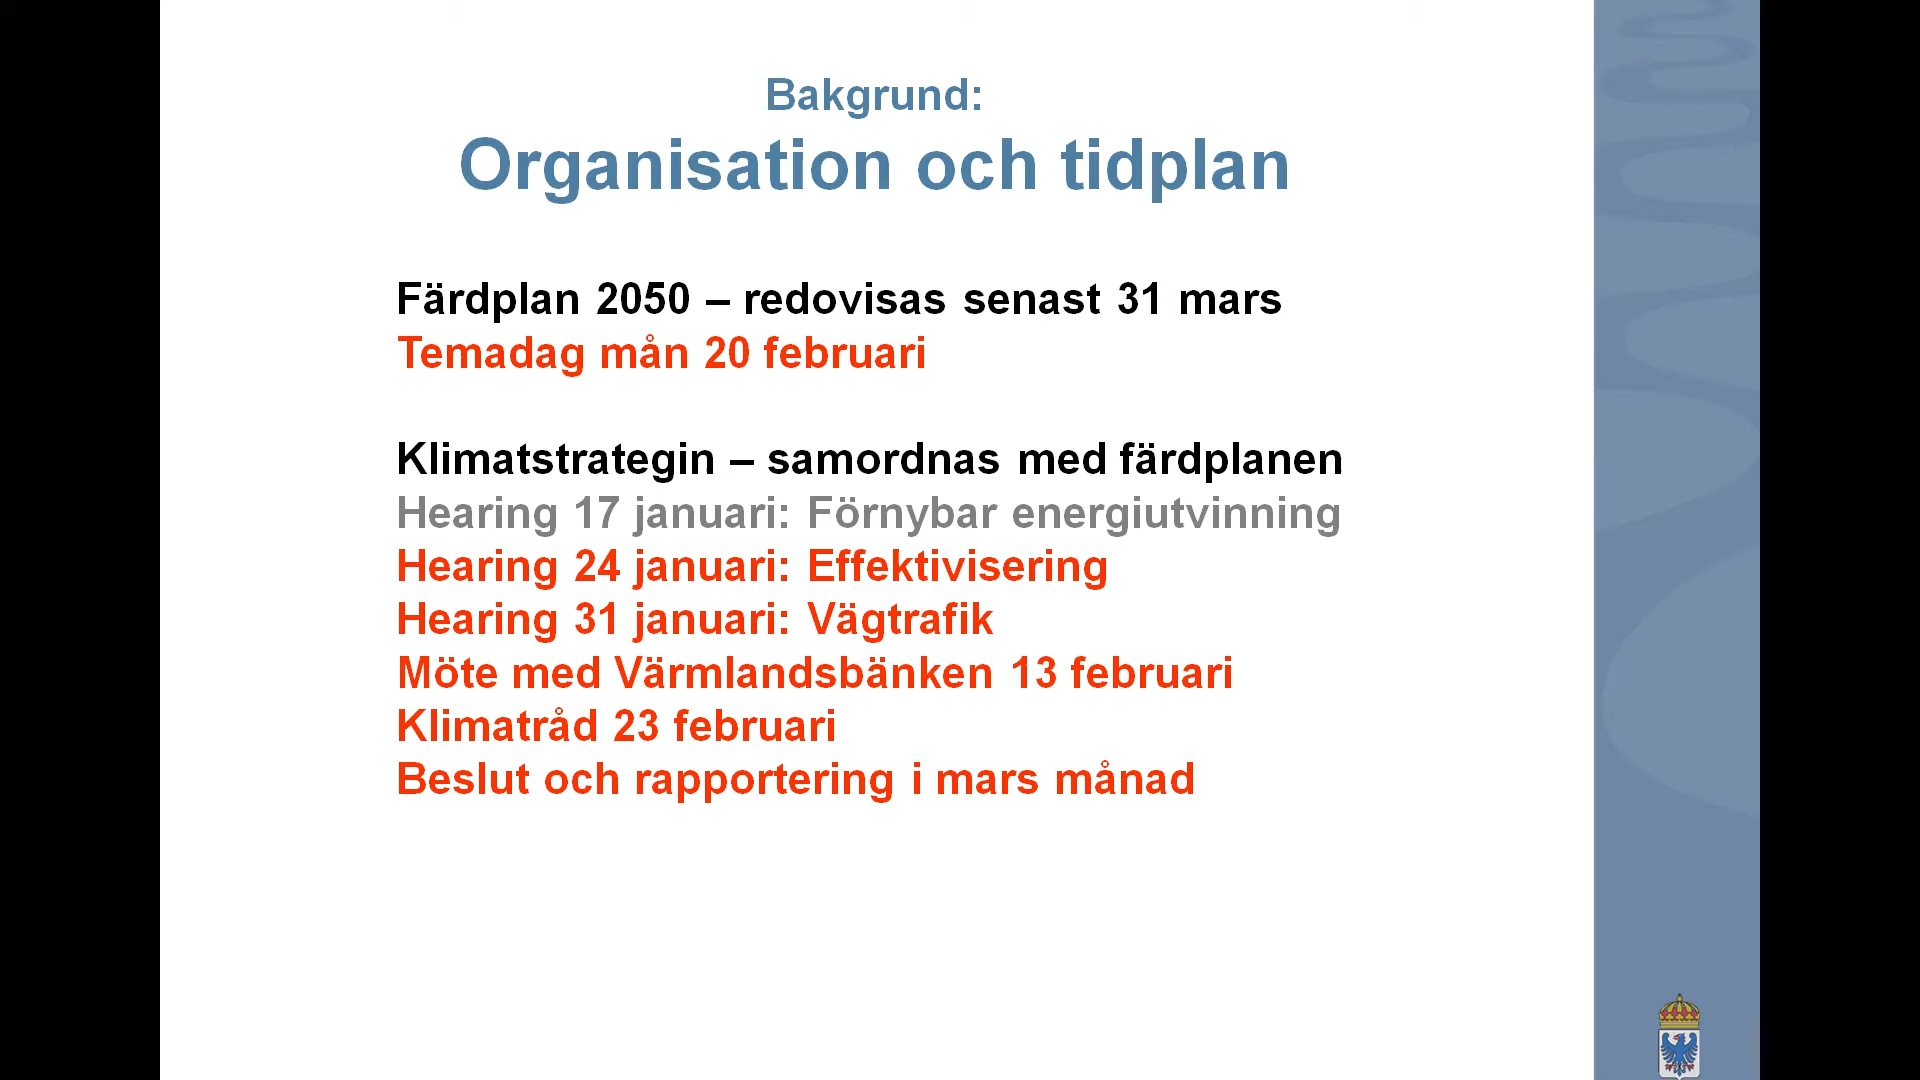 Bakgrund:
Organisation och tidplan
Färdplan 2050 – redovisas senast 31 mars
Temadag mån 20 februari
Klimatstrategin – samordnas med färdplanen
Hearing 17 januari: Förnybar energiutvinning
Hearing 24 januari: Effektivisering
Hearing 31 januari: Vägtrafik
Möte med Värmlandsbänken 13 februari
Klimatråd 23 februari
Beslut och rapportering i mars månad